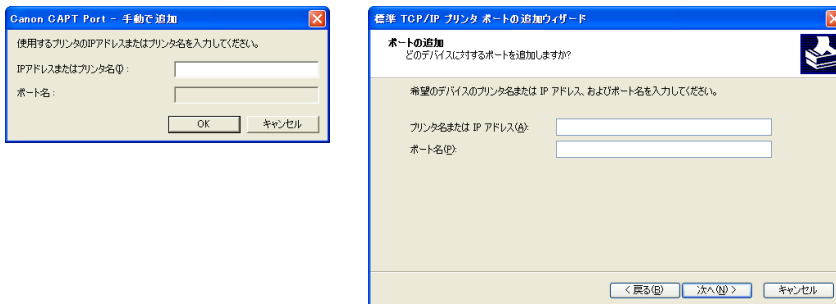 Canon CAPT Port - 手動で追加
使用するプリンタのIPアドレスまたはプリンタ名を入力してください。
IPアドレスまたはプリンタ名(I):
ポート名:
OK
キャンセル
標準 TCP/IP プリンタ ポートの追加ウィザード
ポートの追加
どのデバイスに対するポートを追加しますか?
希望のデバイスのプリンタ名または IP アドレス、およびポート名を入力してください。
プリンタ名または IP アドレス(A):
ポート名(P):
< 戻る(B)
次へ(N) >
キャンセル